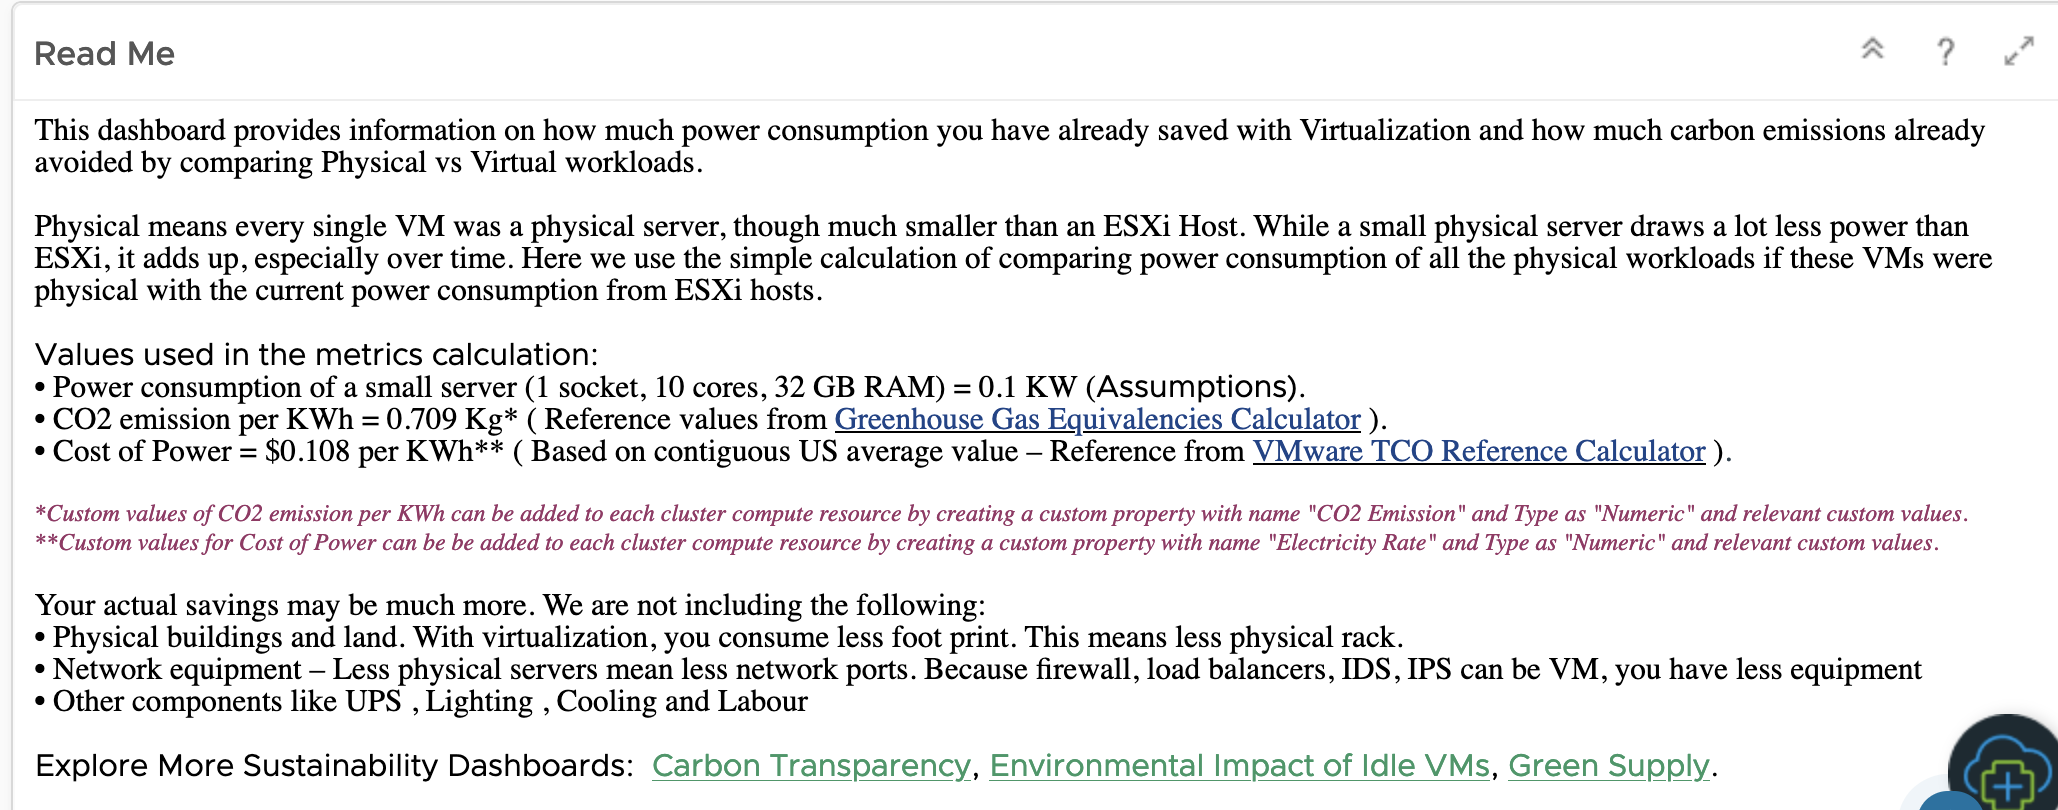 Read Me
?
This dashboard provides information on how much power consumption you have already saved with Virtualization and how much carbon emissions already
avoided by comparing Physical vs Virtual workloads.
Physical means every single VM was a physical server, though much smaller than an ESXi Host. While a small physical server draws a lot less power than
ESXi, it adds up, especially over time. Here we use the simple calculation of comparing power consumption of all the physical workloads if these VMs were
physical with the current power consumption from ESXi hosts.
Values used in the metrics calculation:
• Power consumption of a small server (1 socket, 10 cores, 32 GB RAM) = 0.1 KW (Assumptions).
• CO2 emission per KWh = 0.709 Kg* ( Reference values from Greenhouse Gas Equivalencies Calculator ).
• Cost of Power = $0.108 per KWh** ( Based on contiguous US average value – Reference from VMware TCO Reference Calculator ).
*Custom values of CO2 emission per KWh can be added to each cluster compute resource by creating a custom property with name "CO2 Emission" and Type as "Numeric" and relevant custom values.
**Custom values for Cost of Power can be be added to each cluster compute resource by creating a custom property with name "Electricity Rate" and Type as "Numeric" and relevant custom values.
Your actual savings may be much more. We are not including the following:
• Physical buildings and land. With virtualization, you consume less foot print. This means less physical rack.
• Network equipment – Less physical servers mean less network ports. Because firewall, load balancers, IDS, IPS can be VM, you have less equipment
• Other components like UPS , Lighting , Cooling and Labour
Explore More Sustainability Dashboards: Carbon Transparency, Environmental Impact of Idle VMs, Green Supply.